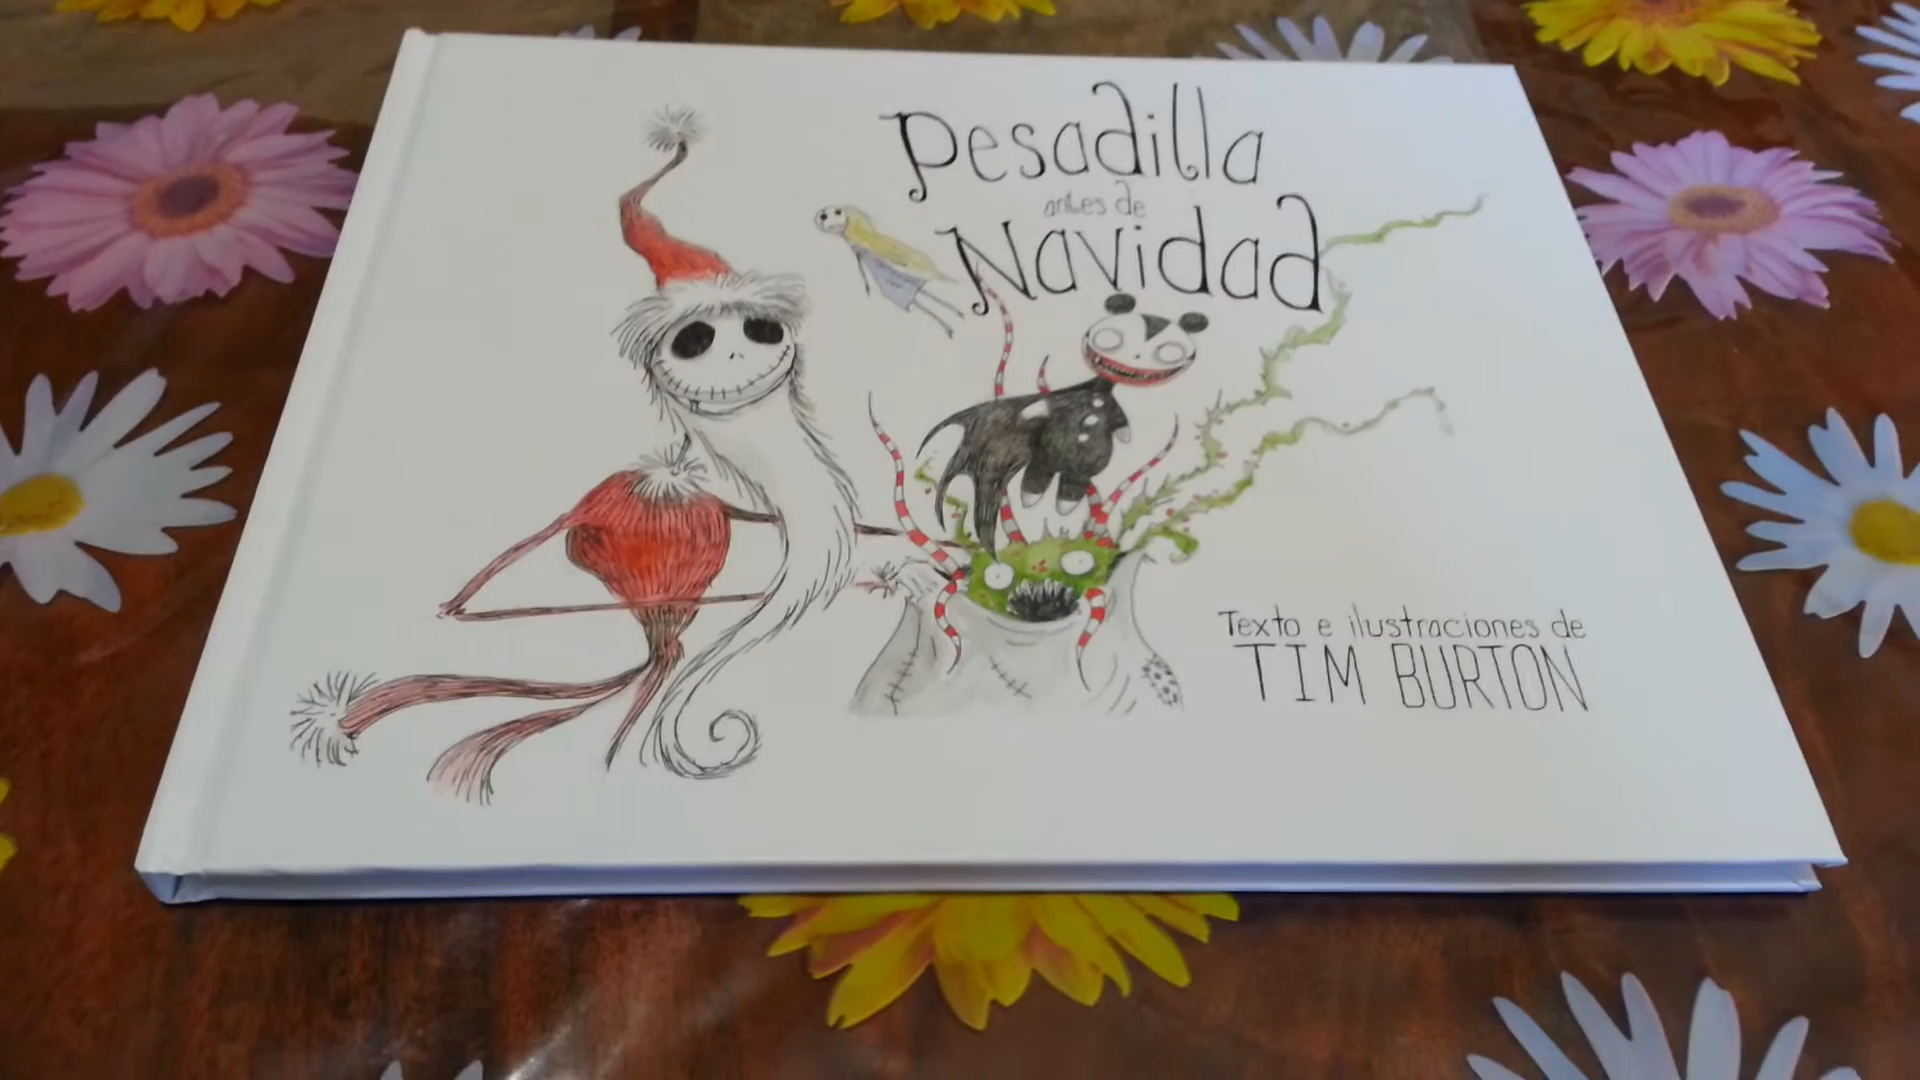 Pesadilla
antes de
Navidad
Texto e ilustraciones de
TIM BURTON